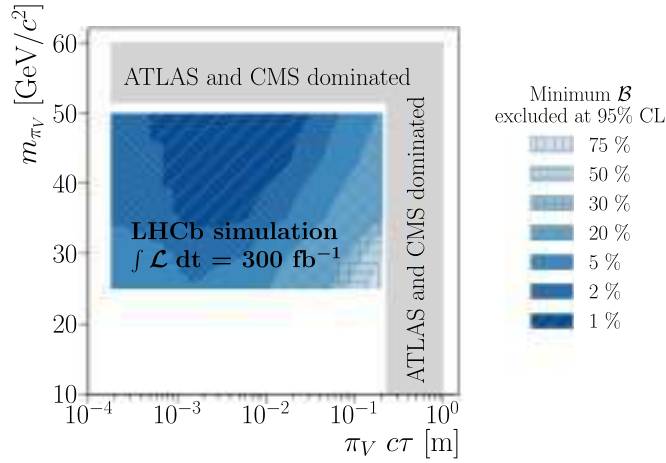 m_{π_V} [GeV/c²]
60
50
40
30
20
10
ATLAS and CMS dominated
ATLAS and CMS dominated
LHCb simulation
∫ 𝓛 dt = 300 fb⁻¹
10⁻⁴
10⁻³
10⁻²
10⁻¹
10⁰
π_V cτ [m]
Minimum 𝓑
excluded at 95% CL
75 %
50 %
30 %
20 %
5 %
2 %
1 %